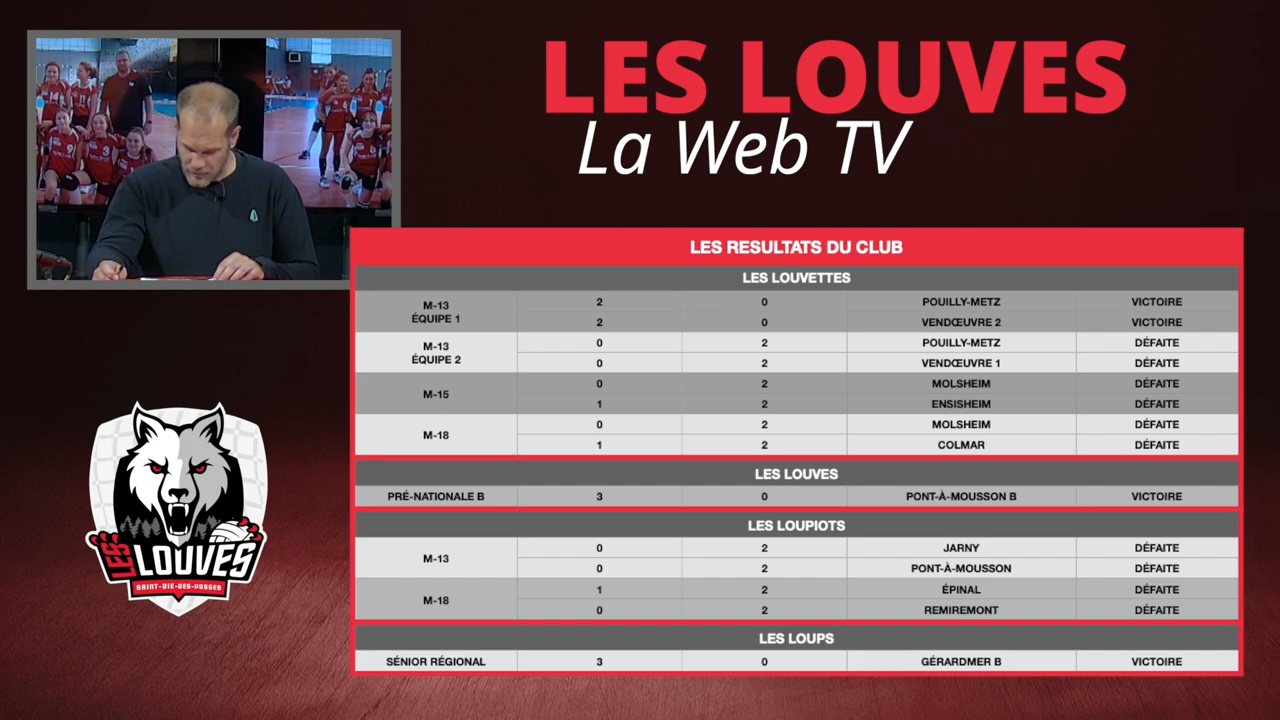 LES LOUVES
La Web TV
LES RESULTATS DU CLUB
LES LOUVETTES
M-13 ÉQUIPE 1
2 0 POUILLY-METZ VICTOIRE
2 0 VENDŒUVRE 2 VICTOIRE
M-13 ÉQUIPE 2
0 2 POUILLY-METZ DÉFAITE
0 2 VENDŒUVRE 1 DÉFAITE
M-15
0 2 MOLSHEIM DÉFAITE
1 2 ENSISHEIM DÉFAITE
M-18
0 2 MOLSHEIM DÉFAITE
1 2 COLMAR DÉFAITE
LES LOUVES
PRÉ-NATIONALE B 3 0 PONT-À-MOUSSON B VICTOIRE
LES LOUPIOTS
M-13
0 2 JARNY DÉFAITE
0 2 PONT-À-MOUSSON DÉFAITE
M-18
1 2 ÉPINAL DÉFAITE
0 2 REMIREMONT DÉFAITE
LES LOUPS
SÉNIOR RÉGIONAL 3 0 GÉRARDMER B VICTOIRE
LES LOUVES
SAINT-DIE-DES-VOSGES